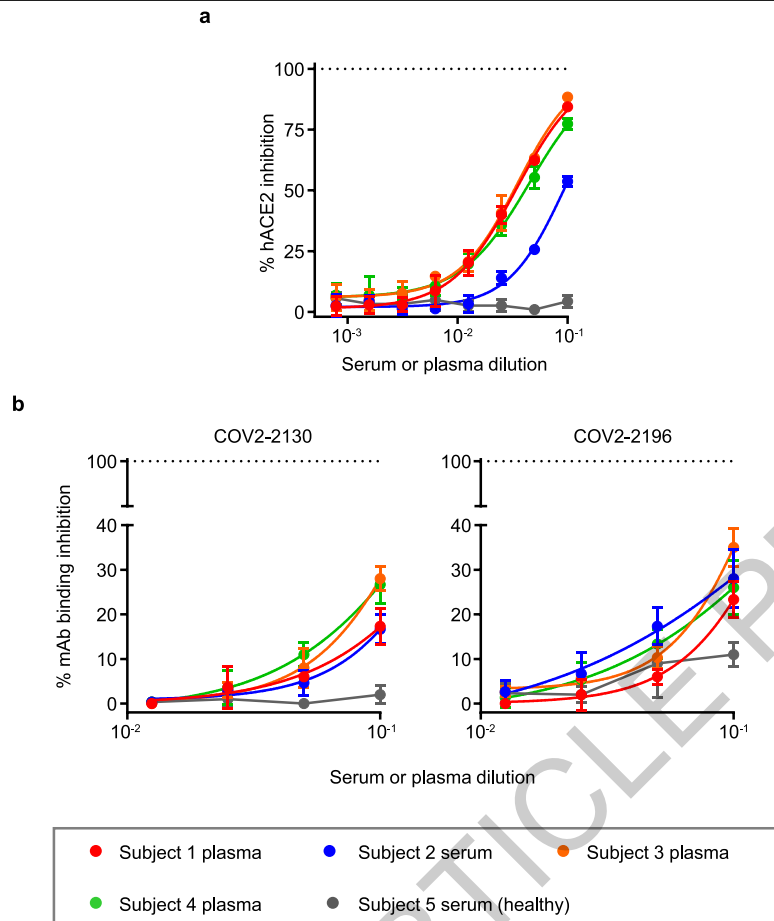 a
100
75
50
25
0
% hACE2 inhibition
10-3
10-2
10-1
Serum or plasma dilution
b
COV2-2130
COV2-2196
100
40
30
20
10
0
% mAb binding inhibition
10-2
10-1
100
40
30
20
10
0
10-2
10-1
Serum or plasma dilution
Subject 1 plasma
Subject 2 serum
Subject 3 plasma
Subject 4 plasma
Subject 5 serum (healthy)
ARTICLE